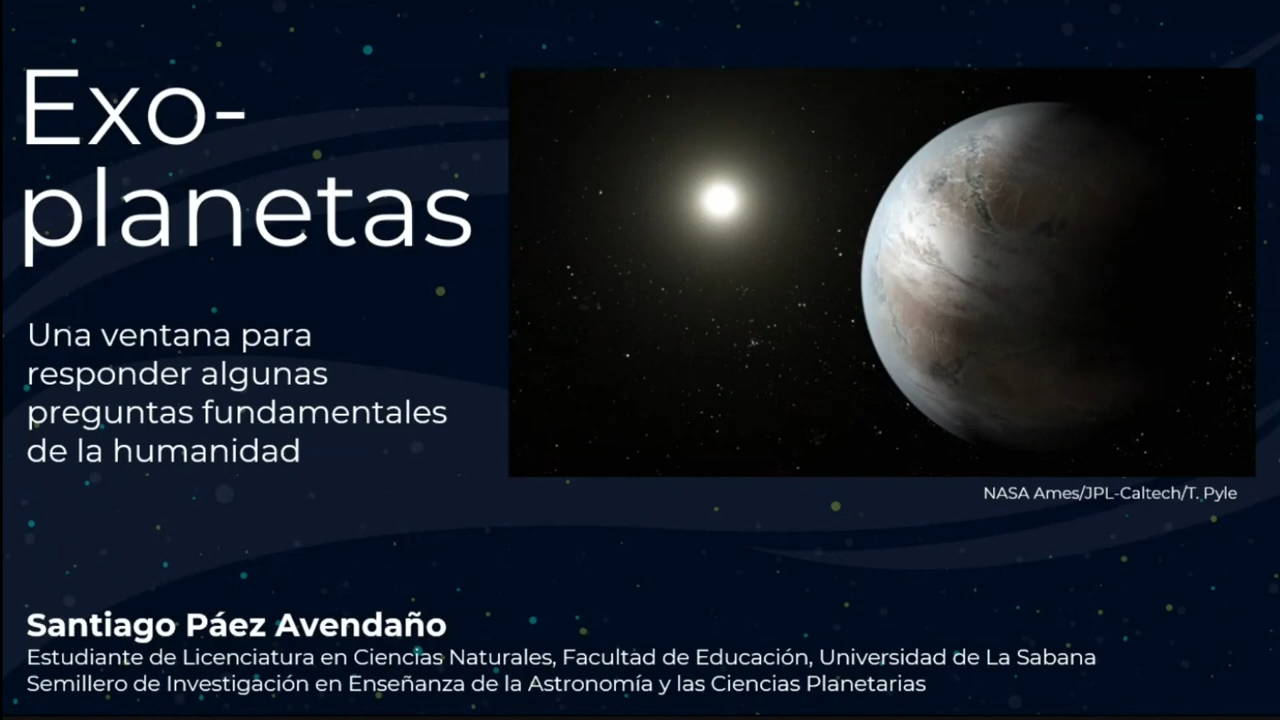 Exo-
planetas
Una ventana para
responder algunas
preguntas fundamentales
de la humanidad
NASA Ames/JPL-Caltech/T. Pyle
Santiago Páez Avendaño
Estudiante de Licenciatura en Ciencias Naturales, Facultad de Educación, Universidad de La Sabana
Semillero de Investigación en Enseñanza de la Astronomía y las Ciencias Planetarias